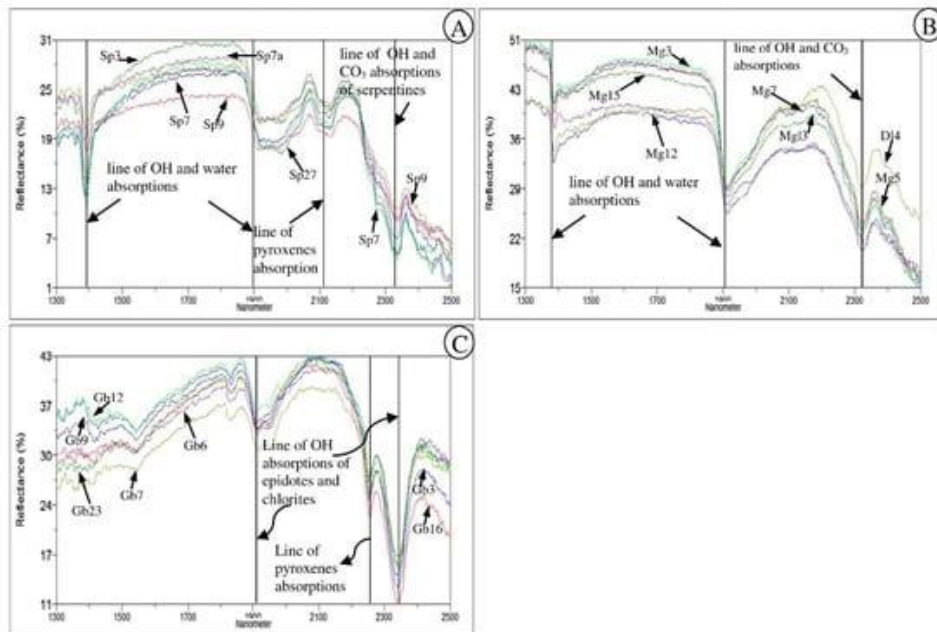 A
31
25
19
13
7
1
Reflectance (%)
1300
1500
1700
1900
2100
2300
2500
Nanometer
Sp3
Sp7a
Sp7
Sp9
Sp27
Sp9
Sp7
line of OH and
CO3 absorptions
of serpentines
line of OH and water
absorptions
line of
pyroxenes
absorption
B
51
43
36
29
22
15
Reflectance (%)
1300
1500
1700
1900
2100
2300
2500
Nanometer
Mg3
Mg15
Mg12
Mg7
Mg13
Dl4
Mg5
line of OH and CO3
absorptions
line of OH and water
absorptions
C
43
37
30
24
17
11
Reflectance (%)
1300
1500
1700
1900
2100
2300
2500
Nanometer
Gb12
Gb9
Gb6
Gb7
Gb23
Gb3
Gb16
Line of OH
absorptions of
epidotes and
chlorites
Line of
pyroxenes
absorptions